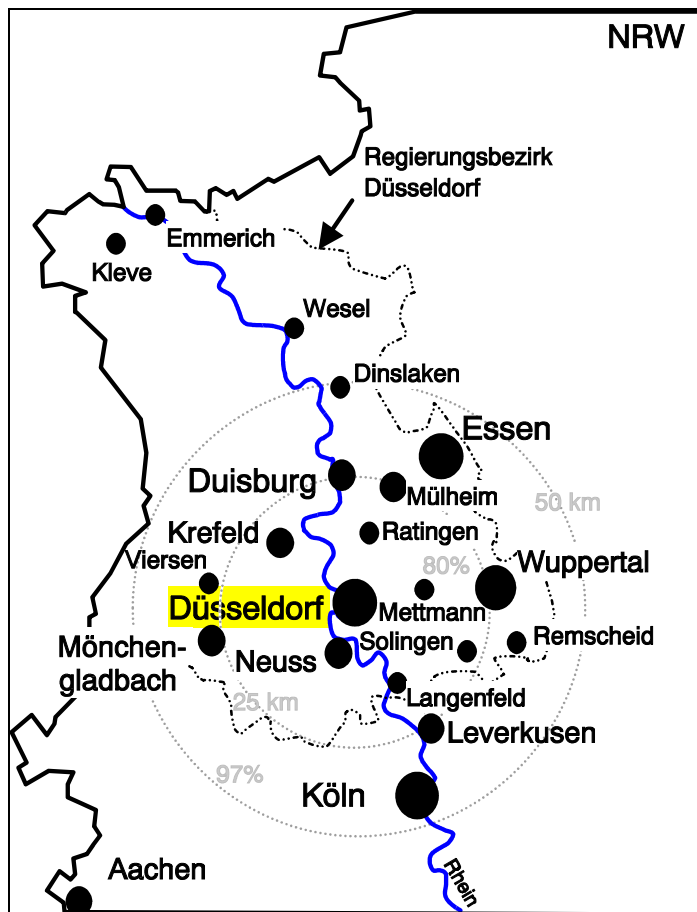 NRW
Regierungsbezirk
Düsseldorf
Emmerich
Kleve
Wesel
Dinslaken
Essen
Duisburg
Mülheim
50 km
Krefeld
Ratingen
Viersen
80%
Wuppertal
Düsseldorf
Mettmann
Mönchen-
gladbach
Neuss
Solingen
Remscheid
25 km
Langenfeld
Leverkusen
97%
Köln
Aachen
Rhein